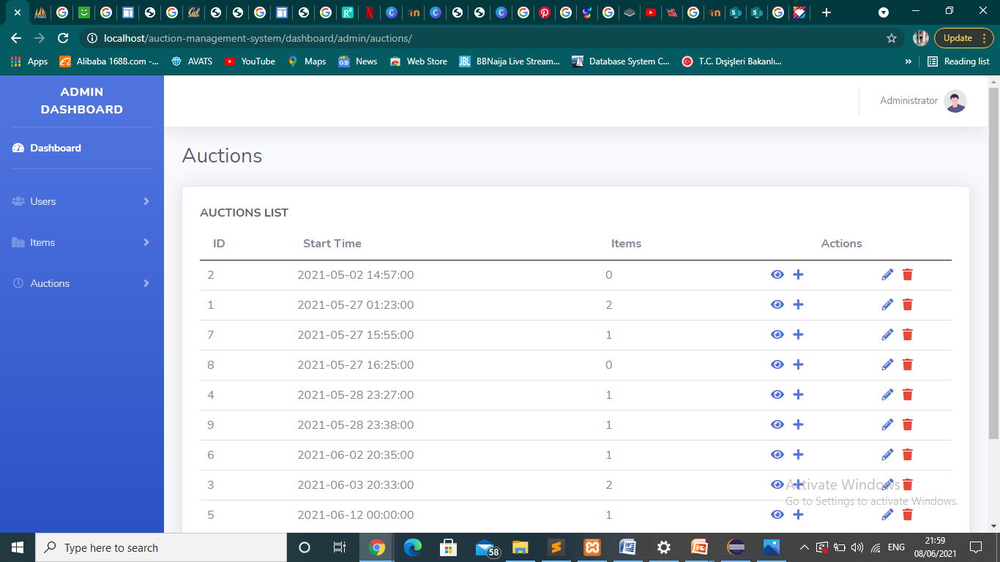 localhost/auction-management-system/dashboard/admin/auctions/
Update
Apps
Alibaba 1688.com -...
AVATS
YouTube
Maps
News
Web Store
BBNaija Live Stream...
Database System C...
T.C. Dışişleri Bakanlı...
»
Reading list
ADMIN
DASHBOARD
Administrator
Dashboard
Users
Items
Auctions
Auctions
AUCTIONS LIST
ID Start Time Items Actions
2 2021-05-02 14:57:00 0
1 2021-05-27 01:23:00 2
7 2021-05-27 15:55:00 1
8 2021-05-27 16:25:00 0
4 2021-05-28 23:27:00 1
9 2021-05-28 23:38:00 1
6 2021-06-02 20:35:00 1
3 2021-06-03 20:33:00 2
5 2021-06-12 00:00:00 1
Activate Windows
Go to Settings to activate Windows.
Type here to search
58
ENG
21:59
08/06/2021